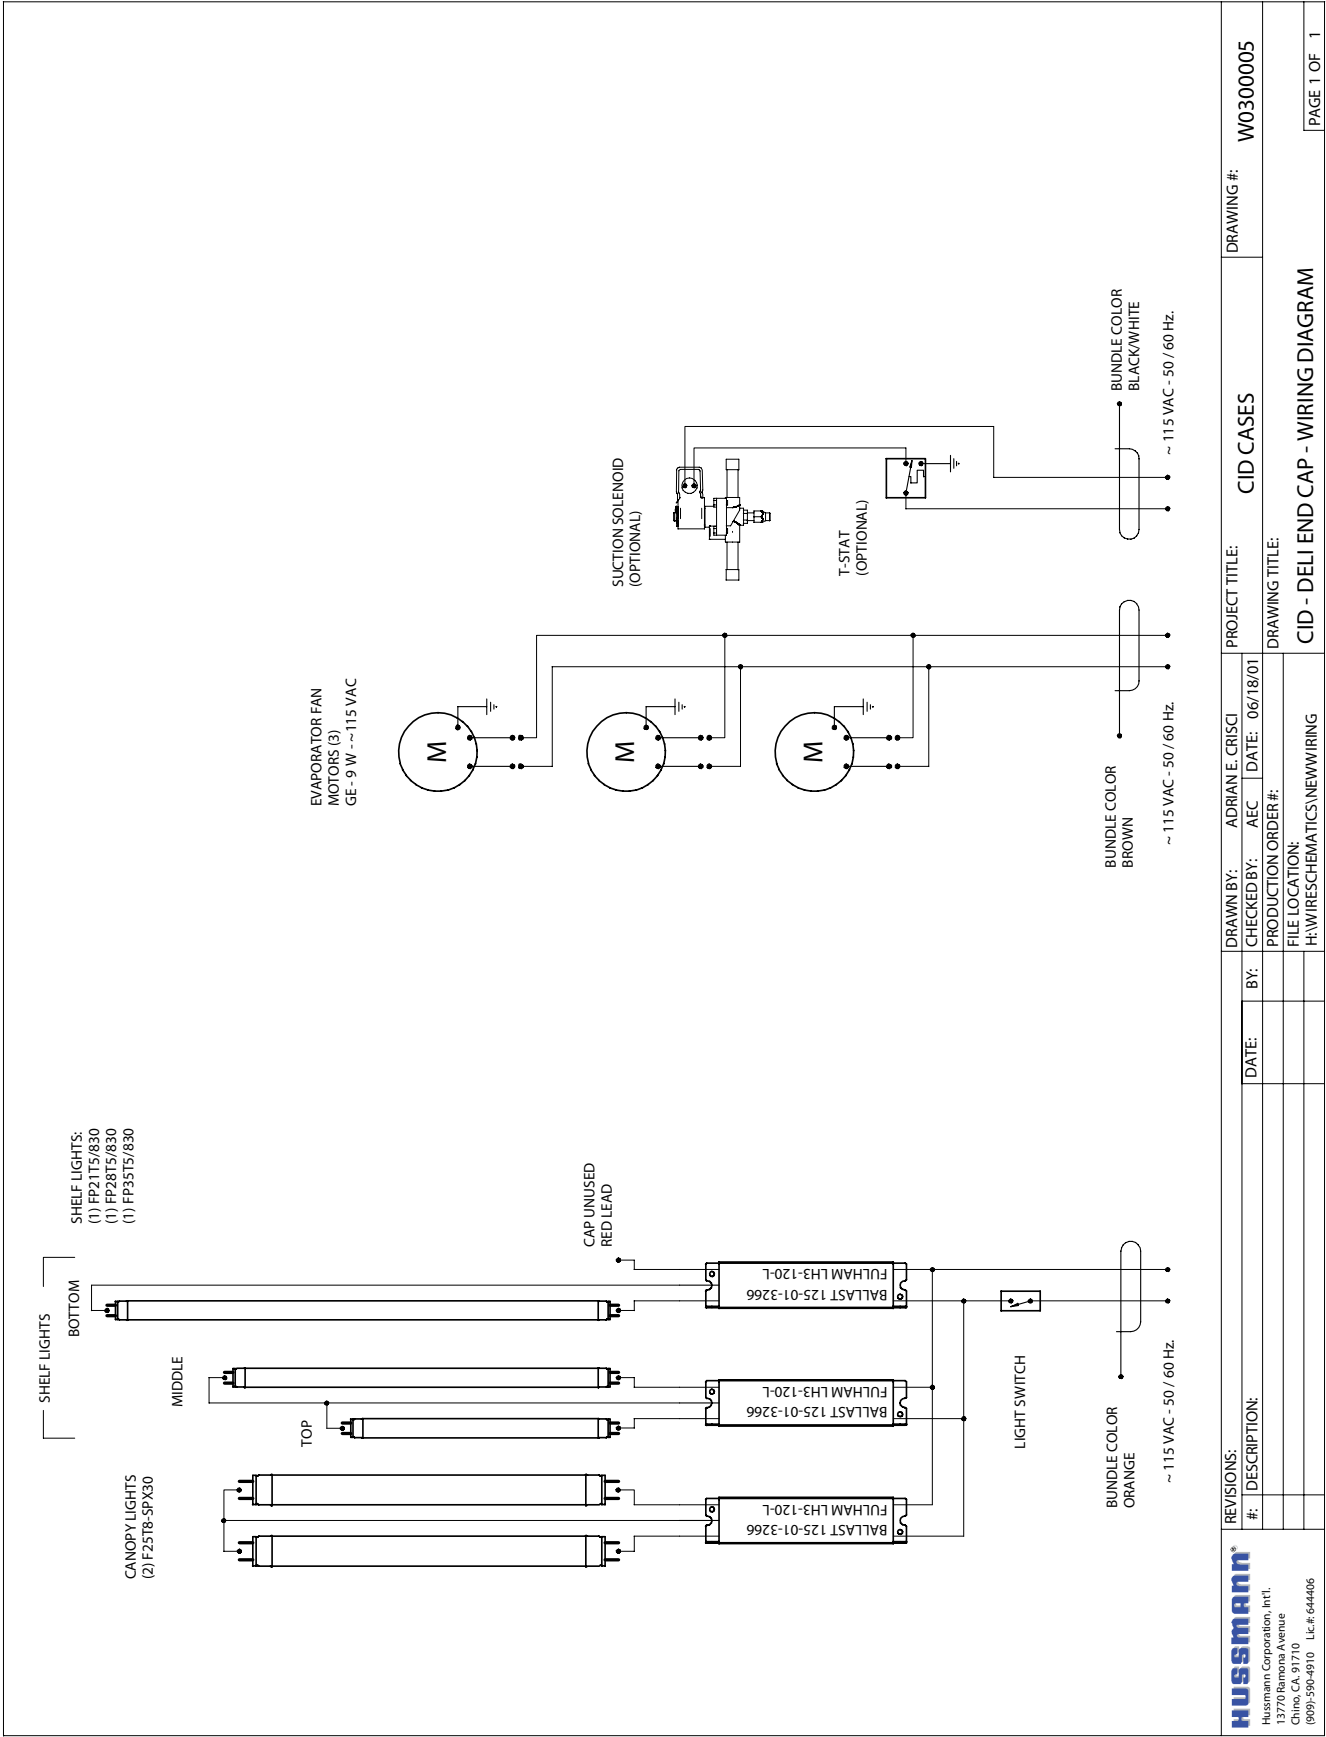 SHELF LIGHTS
BOTTOM
MIDDLE
TOP
CANOPY LIGHTS
(2) F25T8-SPX30
SHELF LIGHTS:
(1) FP21T5/830
(1) FP28T5/830
(1) FP35T5/830
CAP UNUSED
RED LEAD
BALLAST 125-01-3266
FULHAM LH3-120-L
BALLAST 125-01-3266
FULHAM LH3-120-L
BALLAST 125-01-3266
FULHAM LH3-120-L
LIGHT SWITCH
BUNDLE COLOR
ORANGE
~ 115 VAC - 50 / 60 Hz.
EVAPORATOR FAN
MOTORS (3)
GE - 9 W - ~ 115 VAC
M
M
M
BUNDLE COLOR
BROWN
~ 115 VAC - 50 / 60 Hz.
SUCTION SOLENOID
(OPTIONAL)
T-STAT
(OPTIONAL)
BUNDLE COLOR
BLACK/WHITE
~ 115 VAC - 50 / 60 Hz.
HUSSMANN®
Hussmann Corporation, Int'l.
13770 Ramona Avenue
Chino, CA. 91710
(909)-590-4910 Lic.#: 644406
REVISIONS:
#: DESCRIPTION: DATE: BY:
DRAWN BY: ADRIAN E. CRISCI
CHECKED BY: AEC DATE: 06/18/01
PRODUCTION ORDER #:
FILE LOCATION:
H:\WIRESCHEMATICS\NEWWIRING
PROJECT TITLE:
CID CASES
DRAWING #:
W0300005
DRAWING TITLE:
CID - DELI END CAP - WIRING DIAGRAM
PAGE 1 OF 1